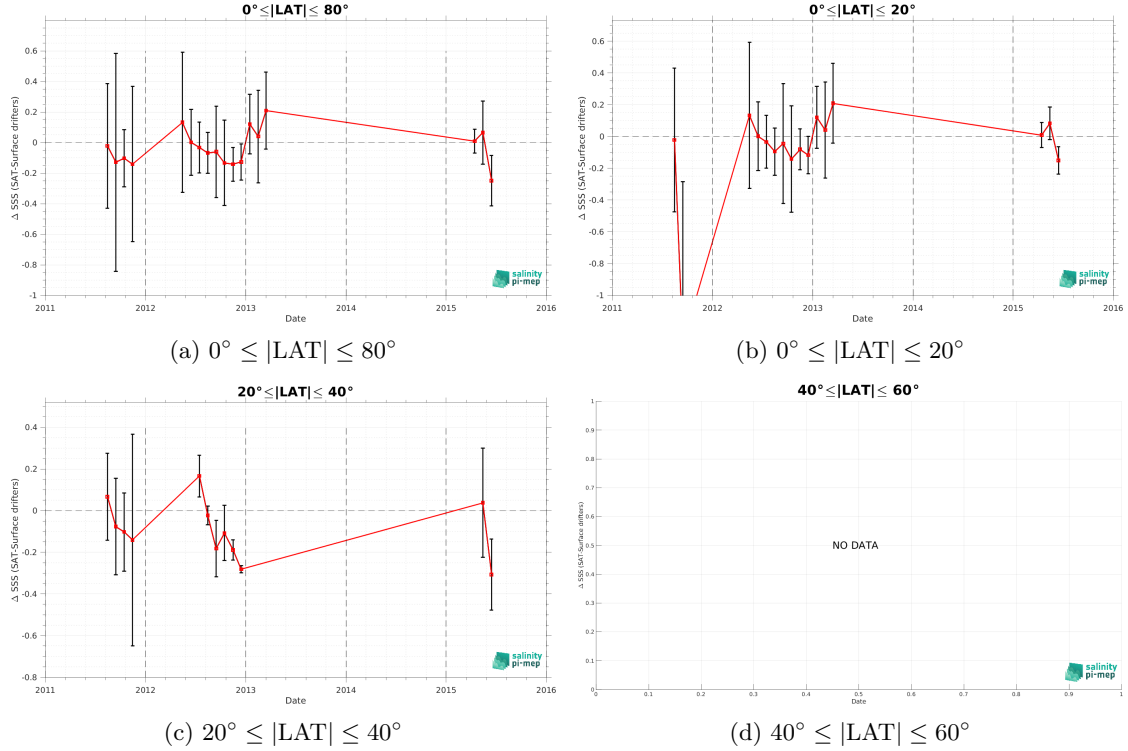 0°≤|LAT|≤ 80°
Δ SSS (SAT-Surface drifters)
0.6
0.4
0.2
0
-0.2
-0.4
-0.6
-0.8
-1
2011
2012
2013
2014
2015
2016
Date
salinity
pi-mep
(a) 0° ≤ |LAT| ≤ 80°
0°≤|LAT|≤ 20°
Δ SSS (SAT-Surface drifters)
0.6
0.4
0.2
0
-0.2
-0.4
-0.6
-0.8
-1
2011
2012
2013
2014
2015
2016
Date
salinity
pi-mep
(b) 0° ≤ |LAT| ≤ 20°
20°≤|LAT|≤ 40°
Δ SSS (SAT-Surface drifters)
0.4
0.2
0
-0.2
-0.4
-0.6
-0.8
2011
2012
2013
2014
2015
2016
Date
salinity
pi-mep
(c) 20° ≤ |LAT| ≤ 40°
40°≤|LAT|≤ 60°
Δ SSS (SAT-Surface drifters)
1
0.9
0.8
0.7
0.6
0.5
0.4
0.3
0.2
0.1
0
NO DATA
0
0.1
0.2
0.3
0.4
0.5
0.6
0.7
0.8
0.9
1
Date
salinity
pi-mep
(d) 40° ≤ |LAT| ≤ 60°